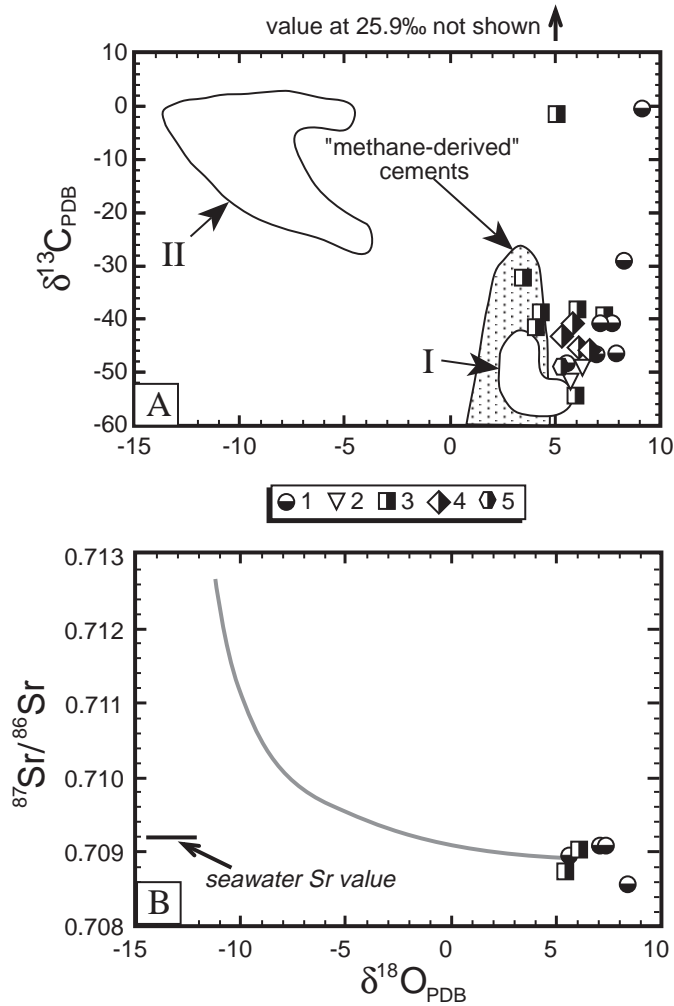 value at 25.9‰ not shown
10
0
-10
-20
-30
-40
-50
-60
δ¹³C_PDB
"methane-derived"
cements
II
I
A
-15 -10 -5 0 5 10
1 2 3 4 5
0.713
0.712
0.711
0.710
0.709
0.708
⁸⁷Sr/⁸⁶Sr
seawater Sr value
B
-15 -10 -5 0 5 10
δ¹⁸O_PDB